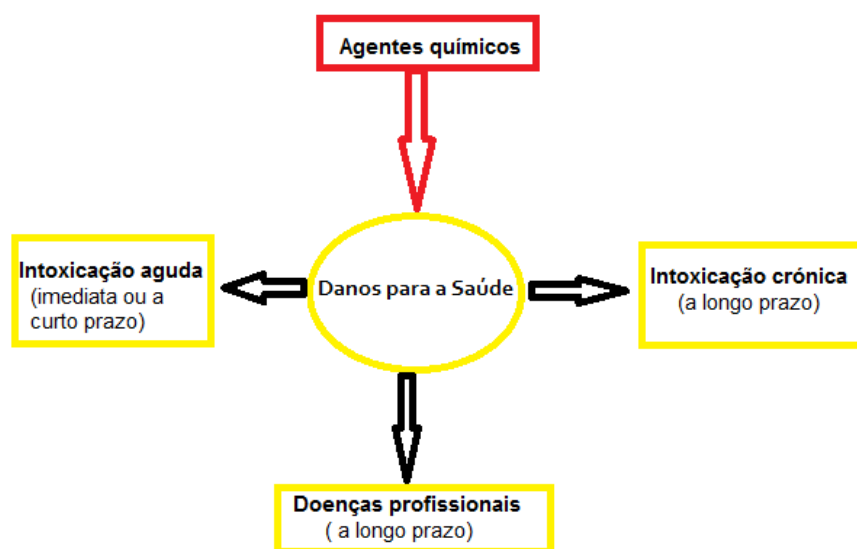 Agentes químicos
Danos para a Saúde
Intoxicação aguda
(imediata ou a
curto prazo)
Intoxicação crónica
(a longo prazo)
Doenças profissionais
( a longo prazo)